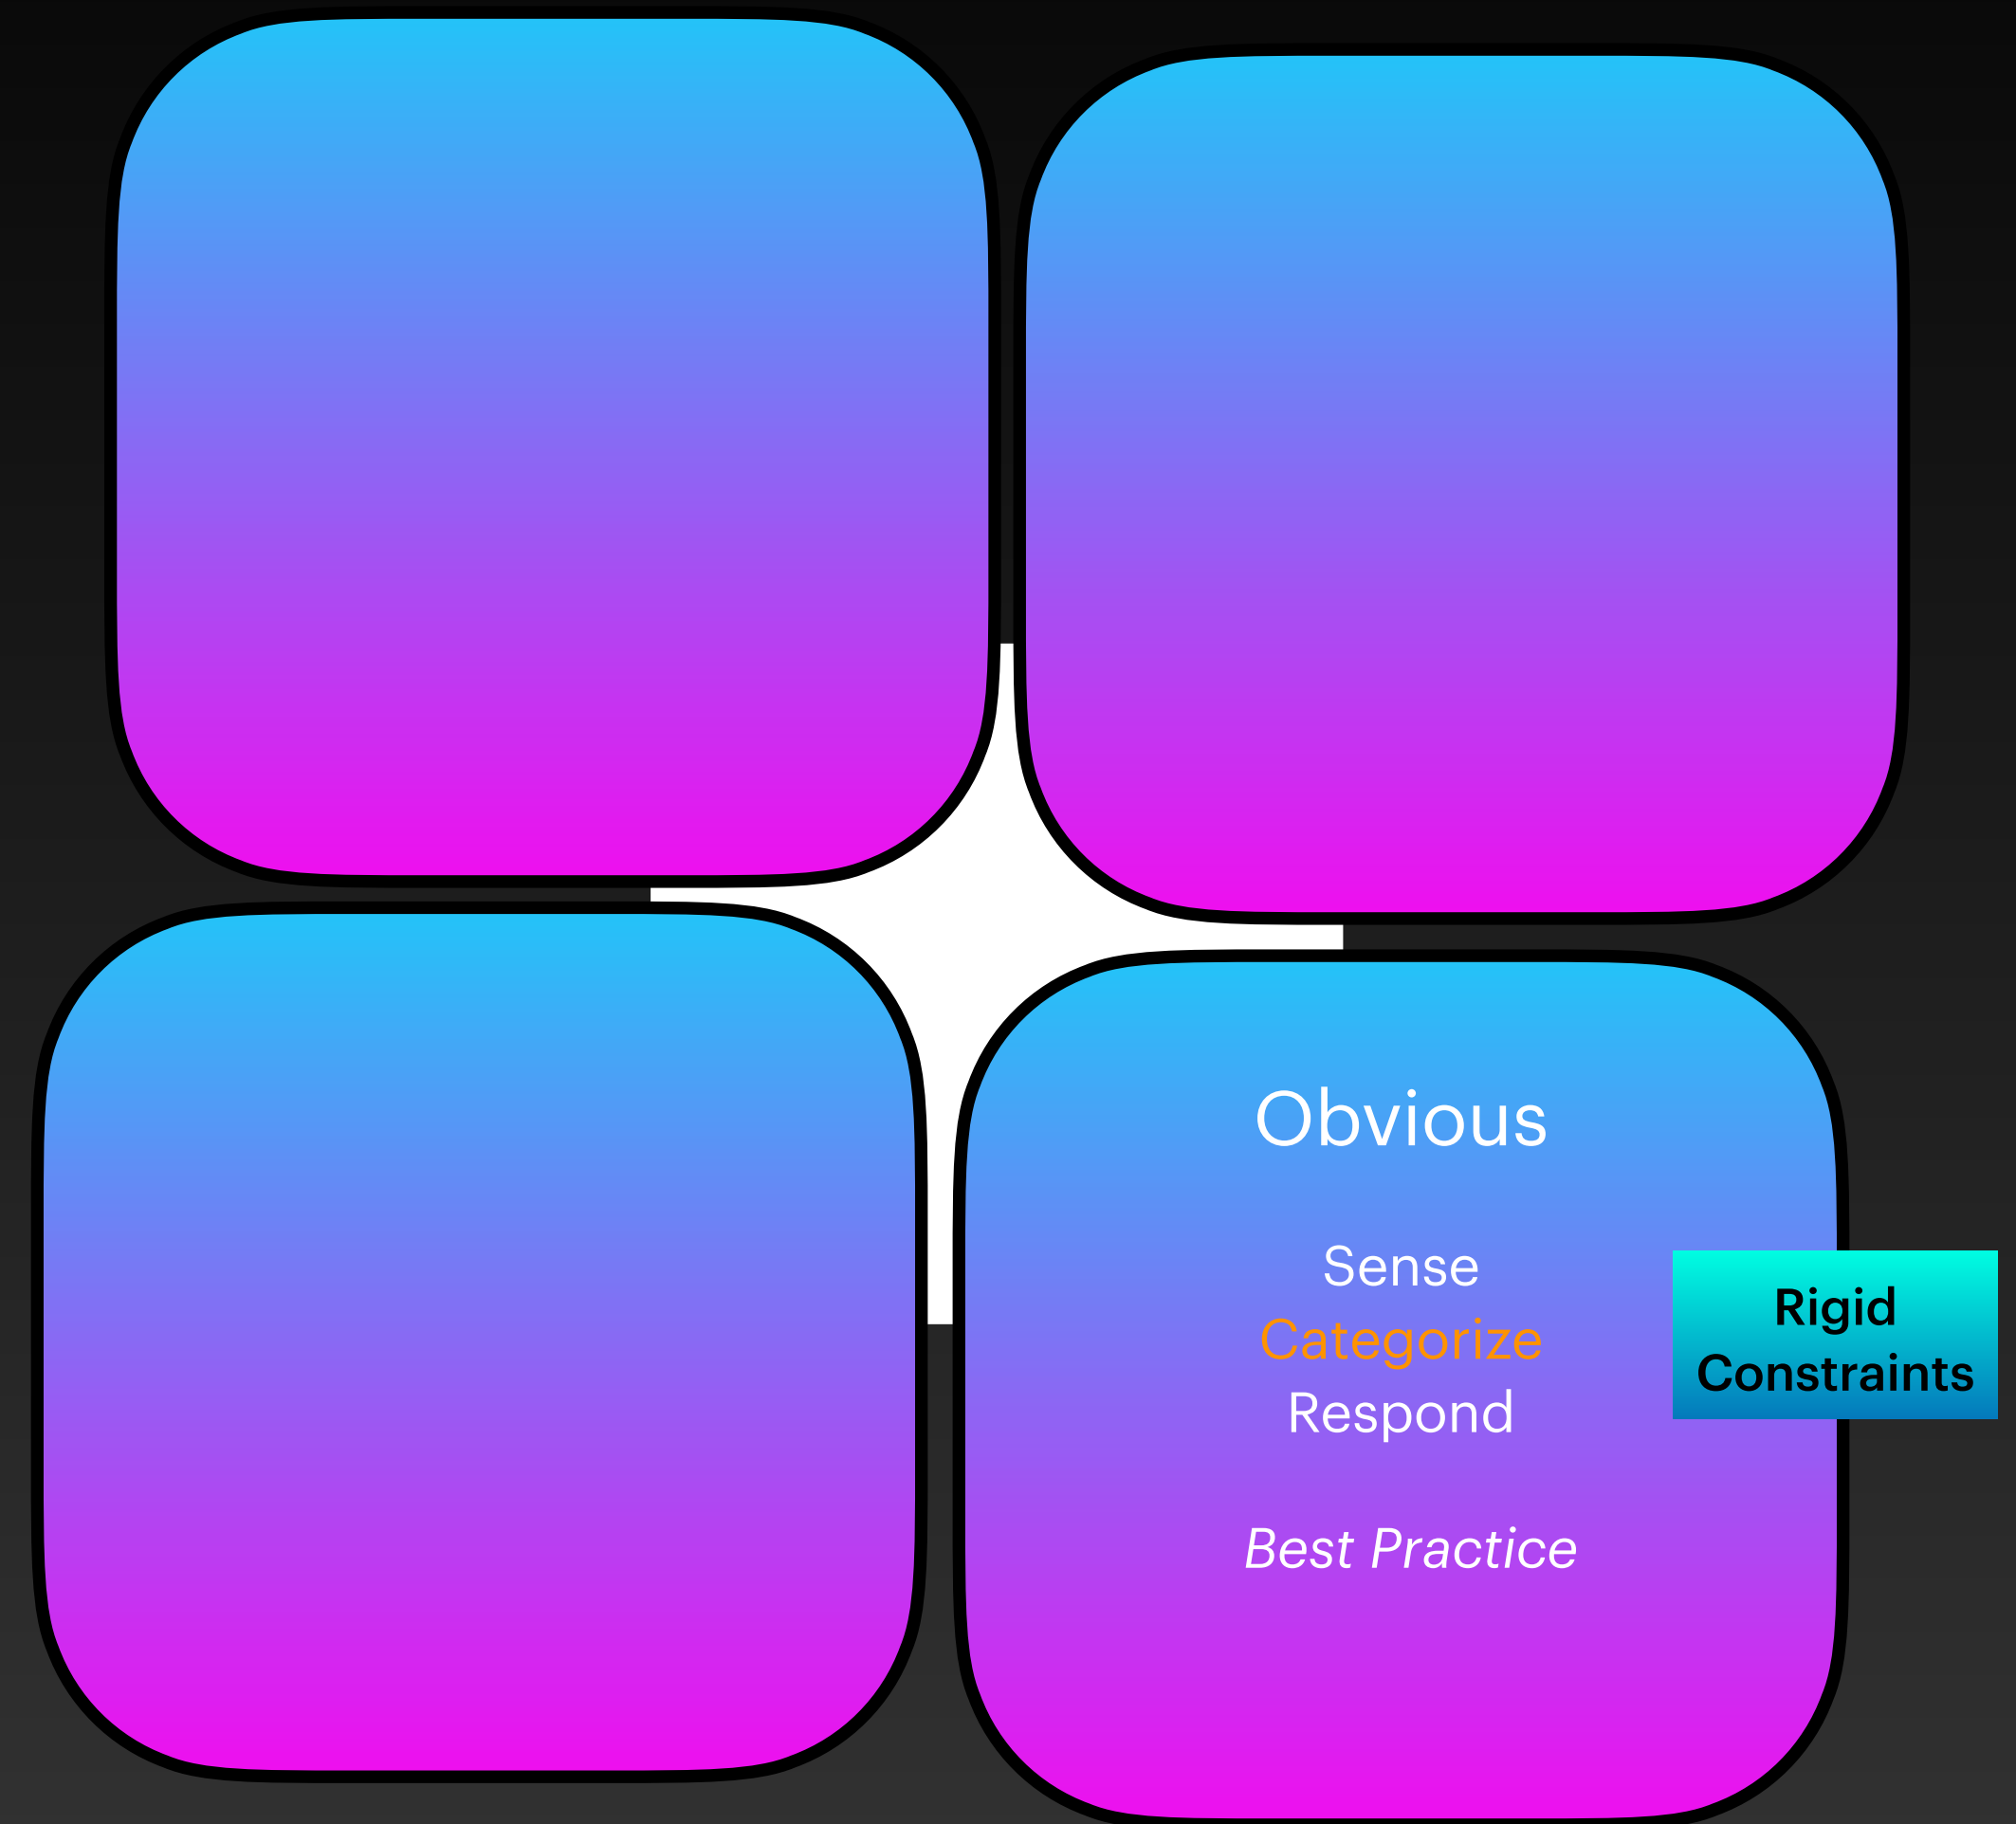 Obvious
Sense
Categorize
Respond
Best Practice
Rigid
Constraints